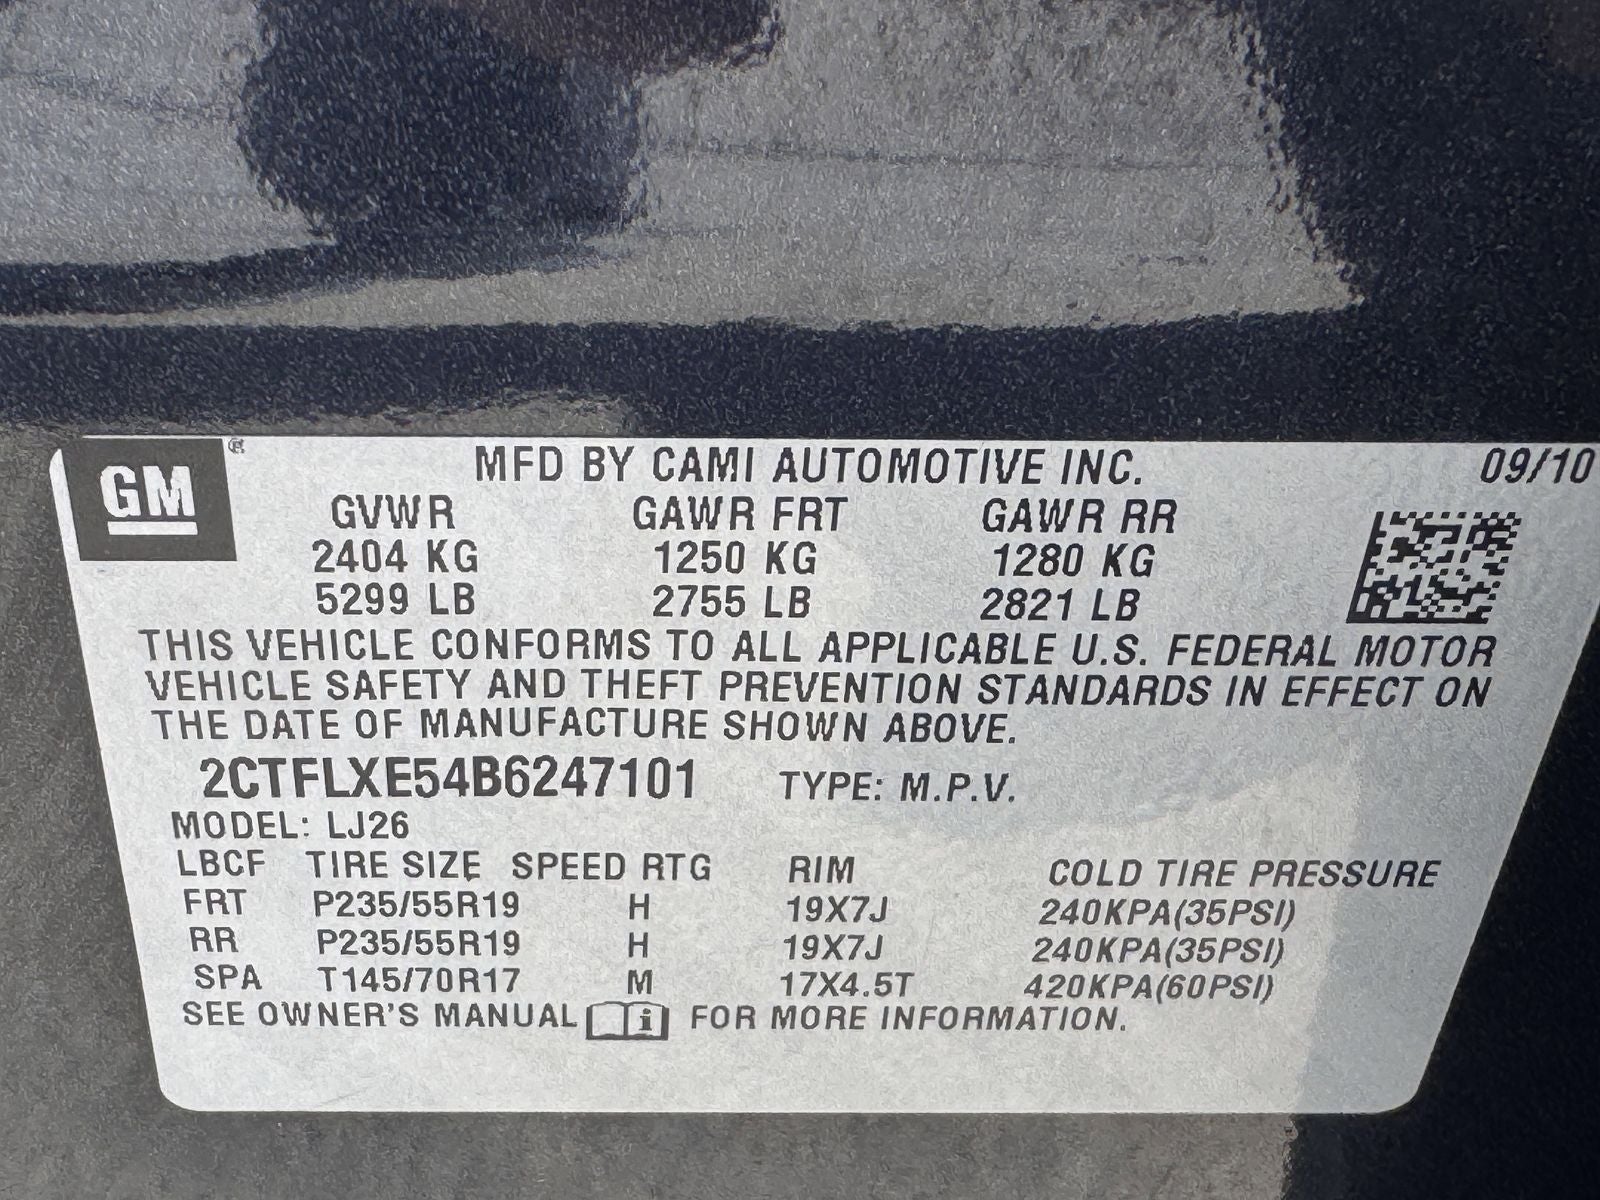 GM ®
MFD BY CAMI AUTOMOTIVE INC. 09/10
GVWR GAWR FRT GAWR RR
2404 KG 1250 KG 1280 KG
5299 LB 2755 LB 2821 LB
THIS VEHICLE CONFORMS TO ALL APPLICABLE U.S. FEDERAL MOTOR
VEHICLE SAFETY AND THEFT PREVENTION STANDARDS IN EFFECT ON
THE DATE OF MANUFACTURE SHOWN ABOVE.
2CTFLXE54B6247101 TYPE: M.P.V.
MODEL: LJ26
LBCF TIRE SIZE SPEED RTG RIM COLD TIRE PRESSURE
FRT P235/55R19 H 19X7J 240KPA(35PSI)
RR P235/55R19 H 19X7J 240KPA(35PSI)
SPA T145/70R17 M 17X4.5T 420KPA(60PSI)
SEE OWNER'S MANUAL i FOR MORE INFORMATION.